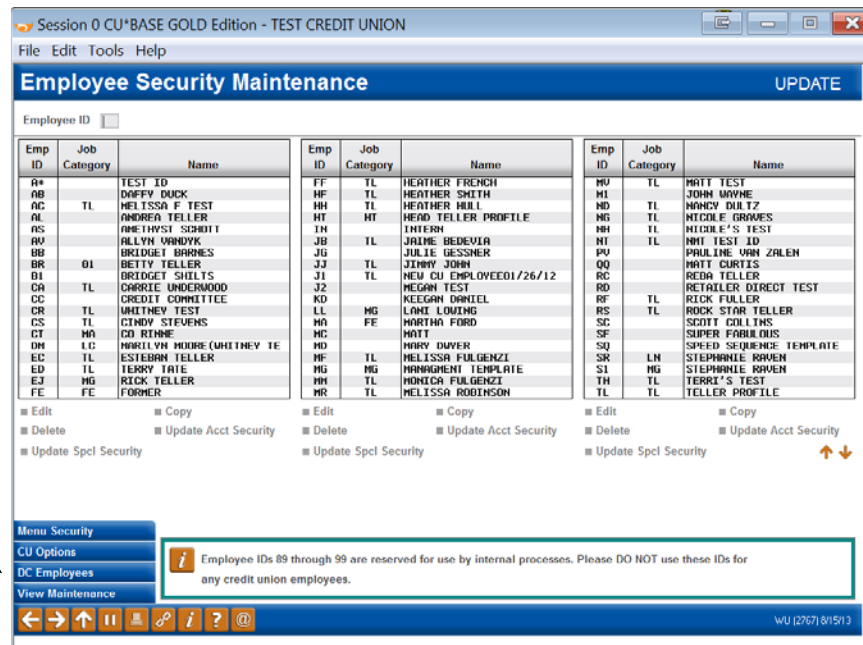 Session 0 CU*BASE GOLD Edition - TEST CREDIT UNION
File Edit Tools Help
Employee Security Maintenance UPDATE
Employee ID
Emp ID Job Category Name Emp ID Job Category Name Emp ID Job Category Name
A* TEST ID FF TL HEATHER FRENCH MV TL MATT TEST
AB DAFFY DUCK HF TL HEATHER SMITH M1 JOHN WAYNE
AC TL MELISSA F TEST HH TL HEATHER HULL ND TL NANCY DULTZ
AL ANDREA TELLER HT HT HEAD TELLER PROFILE NG TL NICOLE GRAVES
AS AMETHYST SCHOTT IN INTERN NH TL NICOLE'S TEST
AV ALLYN VANDYK JB TL JAIME BEDEVIA NT TL NMT TEST ID
BB BRIDGET BARNES JG JULIE GESSNER PV PAULINE VAN ZALEN
BR 01 BETTY TELLER JJ TL JIMMY JOHN QQ MATT CURTIS
B1 BRIDGET SHILTS J1 TL NEW CU EMPLOYEE01/26/12 RC REBA TELLER
CA TL CARRIE UNDERWOOD J2 MEGAN TEST RD RETAILER DIRECT TEST
CC CREDIT COMMITTEE KD KEEGAN DANIEL RF TL RICK FULLER
CR TL WHITNEY TEST LL MG LANI LOWING RS TL ROCK STAR TELLER
CS TL CINDY STEVENS MA FE MARTHA FORD SC SCOTT COLLINS
CT MA CO RINNE MC MATT SF SUPER FABULOUS
DM LC MARILYN MOORE(WHITNEY TE MD MARY DWYER SQ SPEED SEQUENCE TEMPLATE
EC TL ESTEBAN TELLER MF TL MELISSA FULGENZI SR LN STEPHANIE RAVEN
ED TL TERRY TATE MG MG MANAGMENT TEMPLATE S1 MG STEPHANIE RAVEN
EJ MG RICK TELLER MM TL MONICA FULGENZI TH TL TERRI'S TEST
FE FE FORMER MR TL MELISSA ROBINSON TL TL TELLER PROFILE
Edit Copy Edit Copy Edit Copy
Delete Update Acct Security Delete Update Acct Security Delete Update Acct Security
Update Spcl Security Update Spcl Security Update Spcl Security
Menu Security
CU Options
DC Employees
View Maintenance
Employee IDs 89 through 99 are reserved for use by internal processes. Please DO NOT use these IDs for
any credit union employees.
WU (2767) 8/15/13